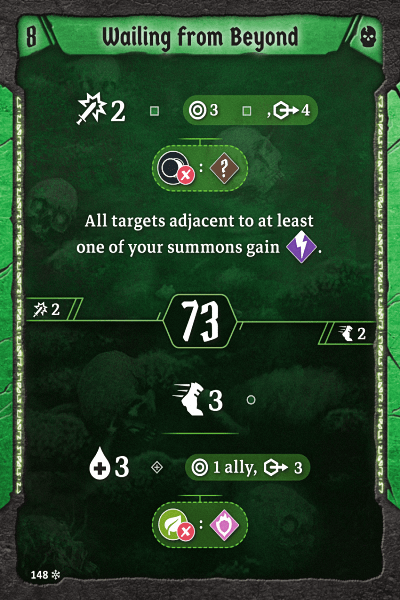 8 Wailing from Beyond
2 3 , 4
: ?
All targets adjacent to at least
one of your summons gain .
2 73 2
3
3 1 ally, 3
:
148